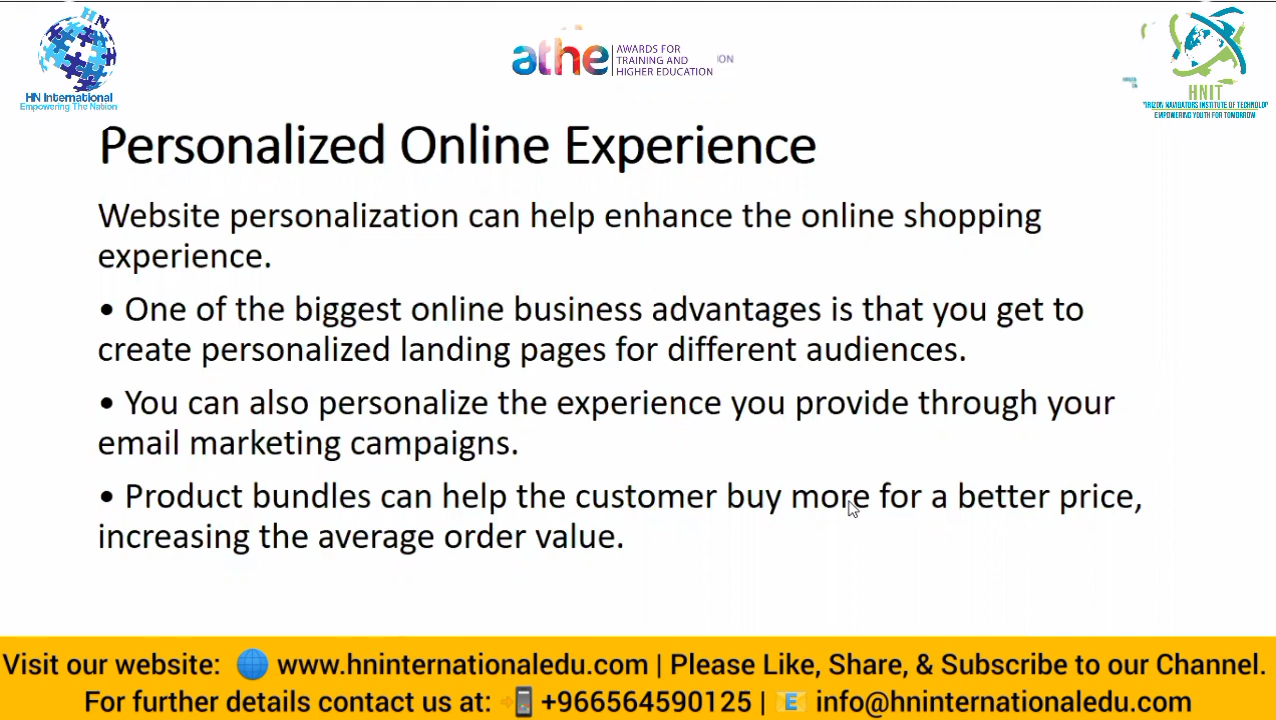 HN
HN International
Empowering The Nation
athe
AWARDS FOR
TRAINING AND
HIGHER EDUCATION
ION
HNIT
EMPOWERING YOUTH FOR TOMORROW
Personalized Online Experience
Website personalization can help enhance the online shopping
experience.
• One of the biggest online business advantages is that you get to
create personalized landing pages for different audiences.
• You can also personalize the experience you provide through your
email marketing campaigns.
• Product bundles can help the customer buy more for a better price,
increasing the average order value.
Visit our website: 🌐 www.hninternationaledu.com | Please Like, Share, & Subscribe to our Channel.
For further details contact us at: 📲 +966564590125 | 📧 info@hninternationaledu.com